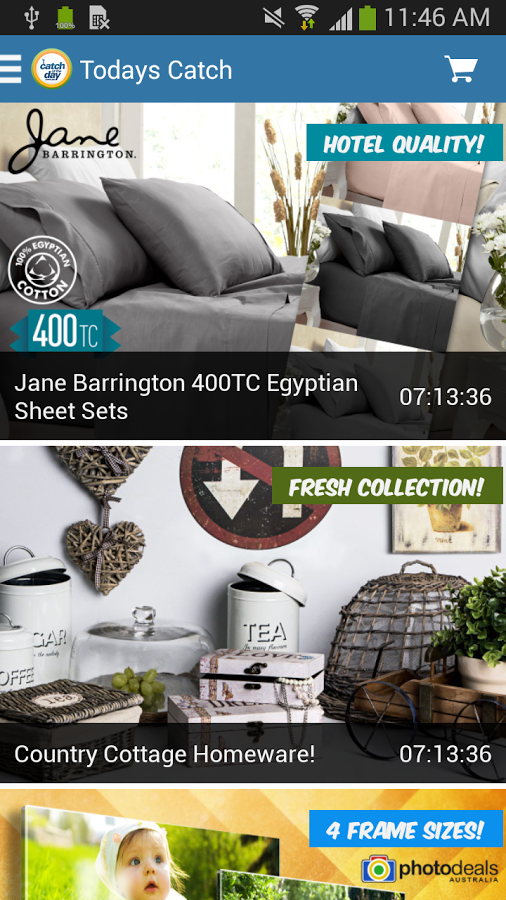 100%
11:46 AM
catch
of the
day
Todays Catch
Jane
BARRINGTON.
HOTEL QUALITY!
100% EGYPTIAN
COTTON
400TC
Jane Barrington 400TC Egyptian
Sheet Sets
07:13:36
FRESH COLLECTION!
SUGAR
COFFEE
TEA
Country Cottage Homeware!
07:13:36
4 FRAME SIZES!
photodeals
AUSTRALIA